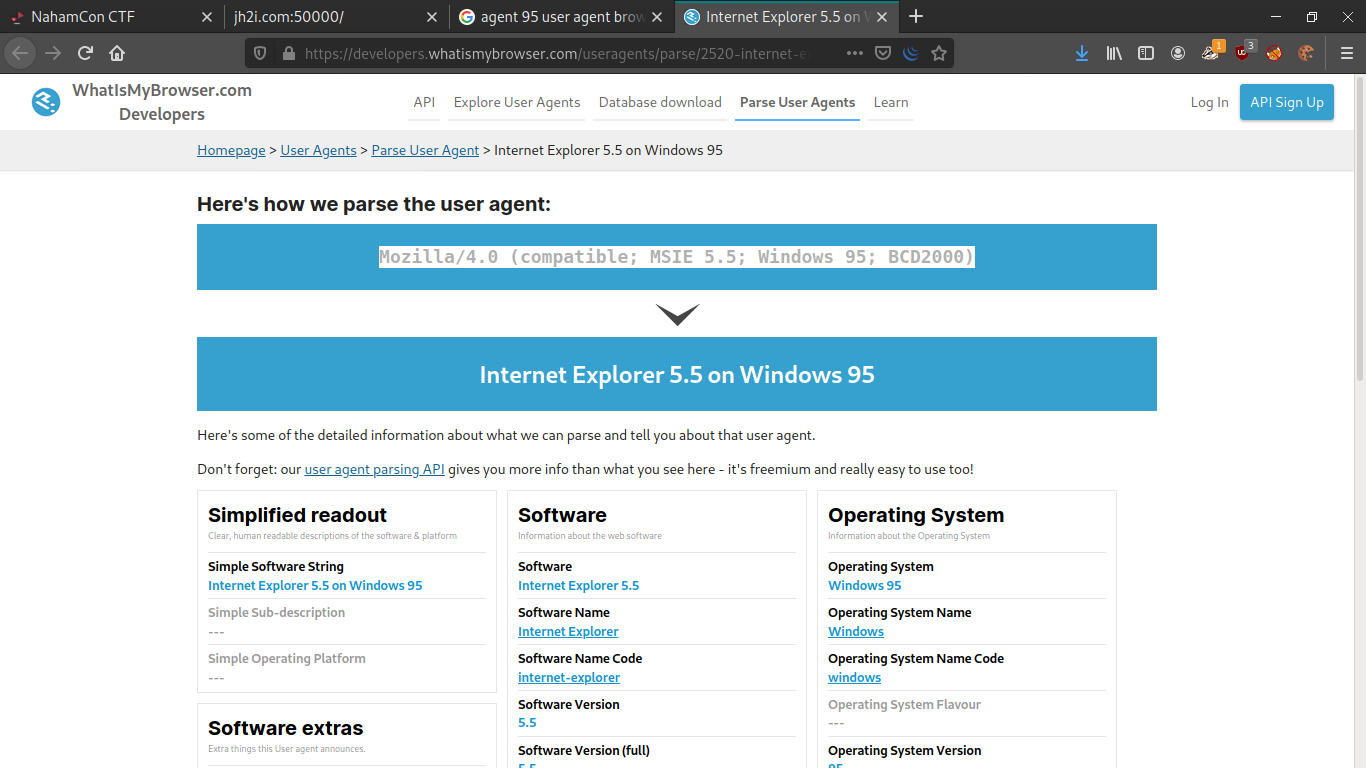 NahamCon CTF
jh2i.com:50000/
agent 95 user agent brow
Internet Explorer 5.5 on W
https://developers.whatismybrowser.com/useragents/parse/2520-internet-e
1
3
WhatIsMyBrowser.com
Developers
API
Explore User Agents
Database download
Parse User Agents
Learn
Log In
API Sign Up
Homepage > User Agents > Parse User Agent > Internet Explorer 5.5 on Windows 95
Here's how we parse the user agent:
Mozilla/4.0 (compatible; MSIE 5.5; Windows 95; BCD2000)
Internet Explorer 5.5 on Windows 95
Here's some of the detailed information about what we can parse and tell you about that user agent.
Don't forget: our user agent parsing API gives you more info than what you see here - it's freemium and really easy to use too!
Simplified readout
Clear, human readable descriptions of the software & platform
Simple Software String
Internet Explorer 5.5 on Windows 95
Simple Sub-description
---
Simple Operating Platform
---
Software extras
Extra things this User agent announces.
Software
Information about the web software
Software
Internet Explorer 5.5
Software Name
Internet Explorer
Software Name Code
internet-explorer
Software Version
5.5
Software Version (full)
5.5
Operating System
Information about the Operating System
Operating System
Windows 95
Operating System Name
Windows
Operating System Name Code
windows
Operating System Flavour
---
Operating System Version
95